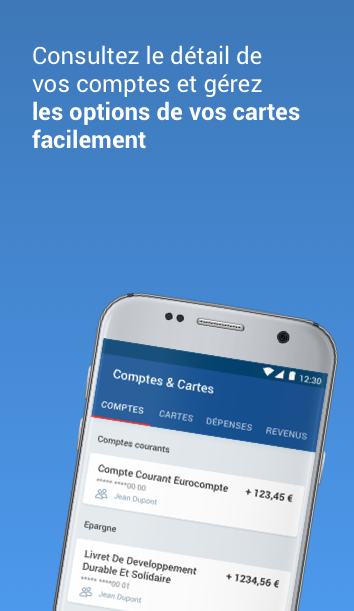 Consultez le détail de
vos comptes et gérez
les options de vos cartes
facilement
12:30
Comptes & Cartes
COMPTES CARTES DÉPENSES REVENUS
Comptes courants
Compte Courant Eurocompte + 123,45 €
***** ****00 00
Jean Dupont
Epargne
Livret De Developpement
Durable Et Solidaire + 1234,56 €
***** ****00 01
Jean Dupont